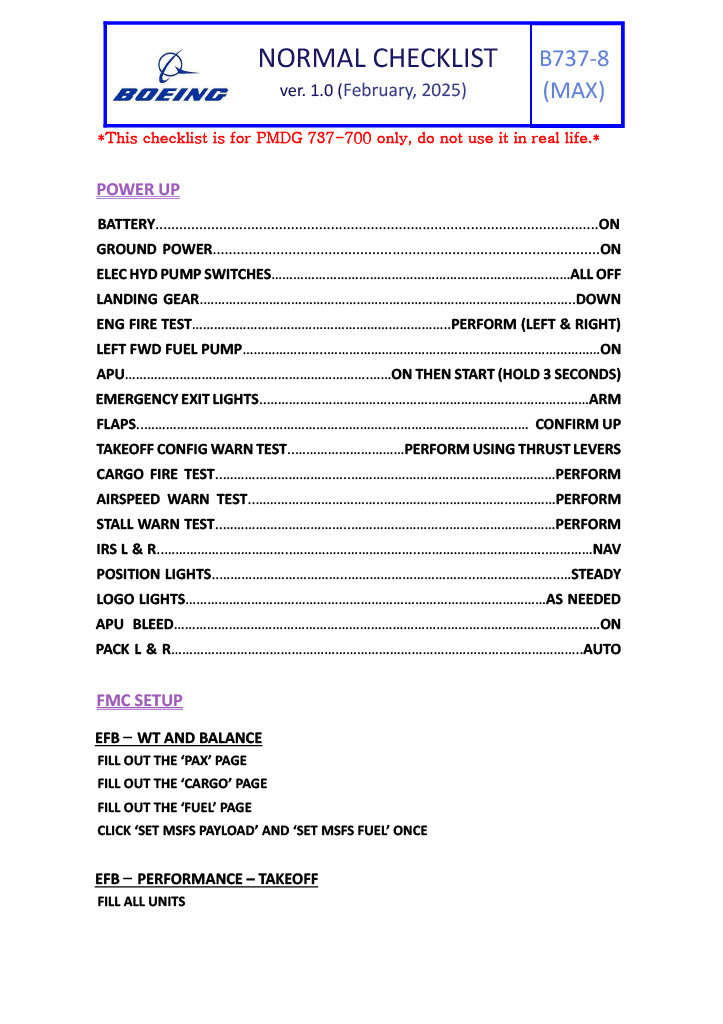 BOEING
NORMAL CHECKLIST
ver. 1.0 (February, 2025)
B737-8
(MAX)
*This checklist is for PMDG 737-700 only, do not use it in real life.*
POWER UP
BATTERY....................................................................................................ON
GROUND POWER....................................................................................ON
ELEC HYD PUMP SWITCHES....................................................................ALL OFF
LANDING GEAR....................................................................................DOWN
ENG FIRE TEST..........................................................PERFORM (LEFT & RIGHT)
LEFT FWD FUEL PUMP................................................................................ON
APU............................................................ON THEN START (HOLD 3 SECONDS)
EMERGENCY EXIT LIGHTS..........................................................................ARM
FLAPS........................................................................................ CONFIRM UP
TAKEOFF CONFIG WARN TEST...........................PERFORM USING THRUST LEVERS
CARGO FIRE TEST............................................................................PERFORM
AIRSPEED WARN TEST.....................................................................PERFORM
STALL WARN TEST............................................................................PERFORM
IRS L & R..................................................................................................NAV
POSITION LIGHTS................................................................................STEADY
LOGO LIGHTS................................................................................AS NEEDED
APU BLEED................................................................................................ON
PACK L & R.............................................................................................AUTO
FMC SETUP
EFB – WT AND BALANCE
FILL OUT THE ‘PAX’ PAGE
FILL OUT THE ‘CARGO’ PAGE
FILL OUT THE ‘FUEL’ PAGE
CLICK ‘SET MSFS PAYLOAD’ AND ‘SET MSFS FUEL’ ONCE
EFB – PERFORMANCE – TAKEOFF
FILL ALL UNITS